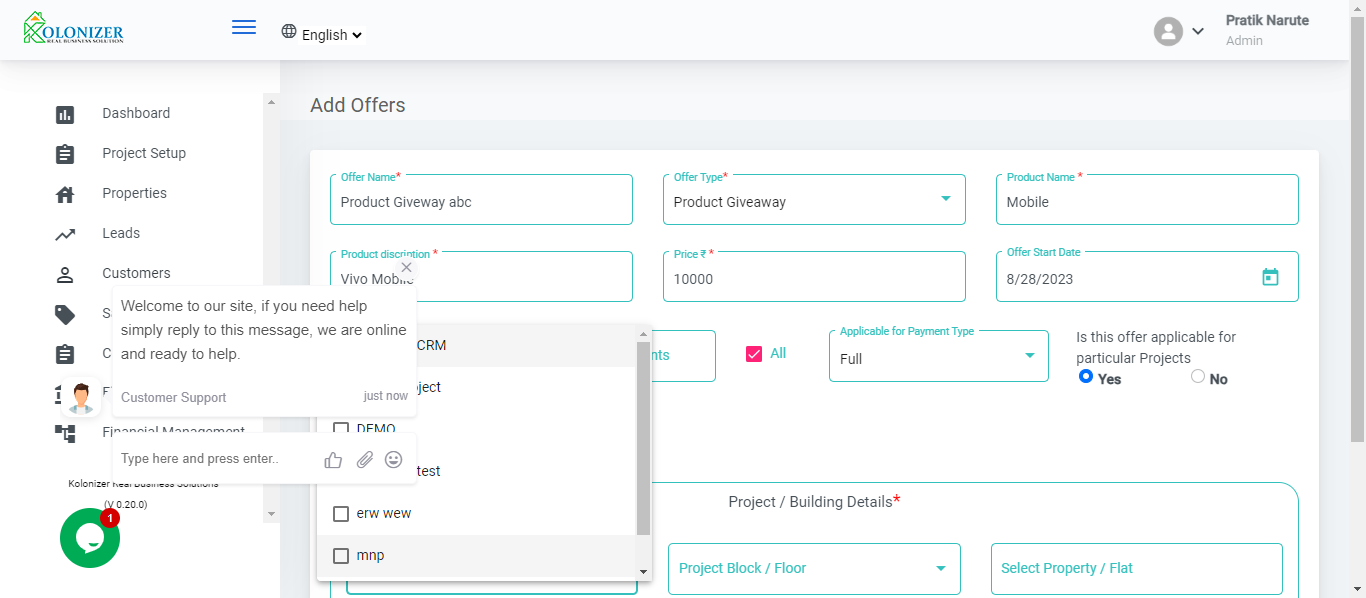 KOLONIZER
REAL BUSINESS SOLUTION
English
Pratik Narute
Admin
Dashboard
Project Setup
Properties
Leads
Customers
Financial Management
Kolonizer Real Business Solutions
(V 0.20.0)
1
Add Offers
Offer Name*
Product Giveway abc
Offer Type*
Product Giveaway
Product Name *
Mobile
Product discription *
Vivo Mobile
Price ₹ *
10000
Offer Start Date
8/28/2023
Welcome to our site, if you need help
simply reply to this message, we are online
and ready to help.
Customer Support
just now
Type here and press enter..
CRM
DEMO
test
erw wew
mnp
All
Applicable for Payment Type
Full
Is this offer applicable for
particular Projects
Yes
No
Project / Building Details*
Project Block / Floor
Select Property / Flat